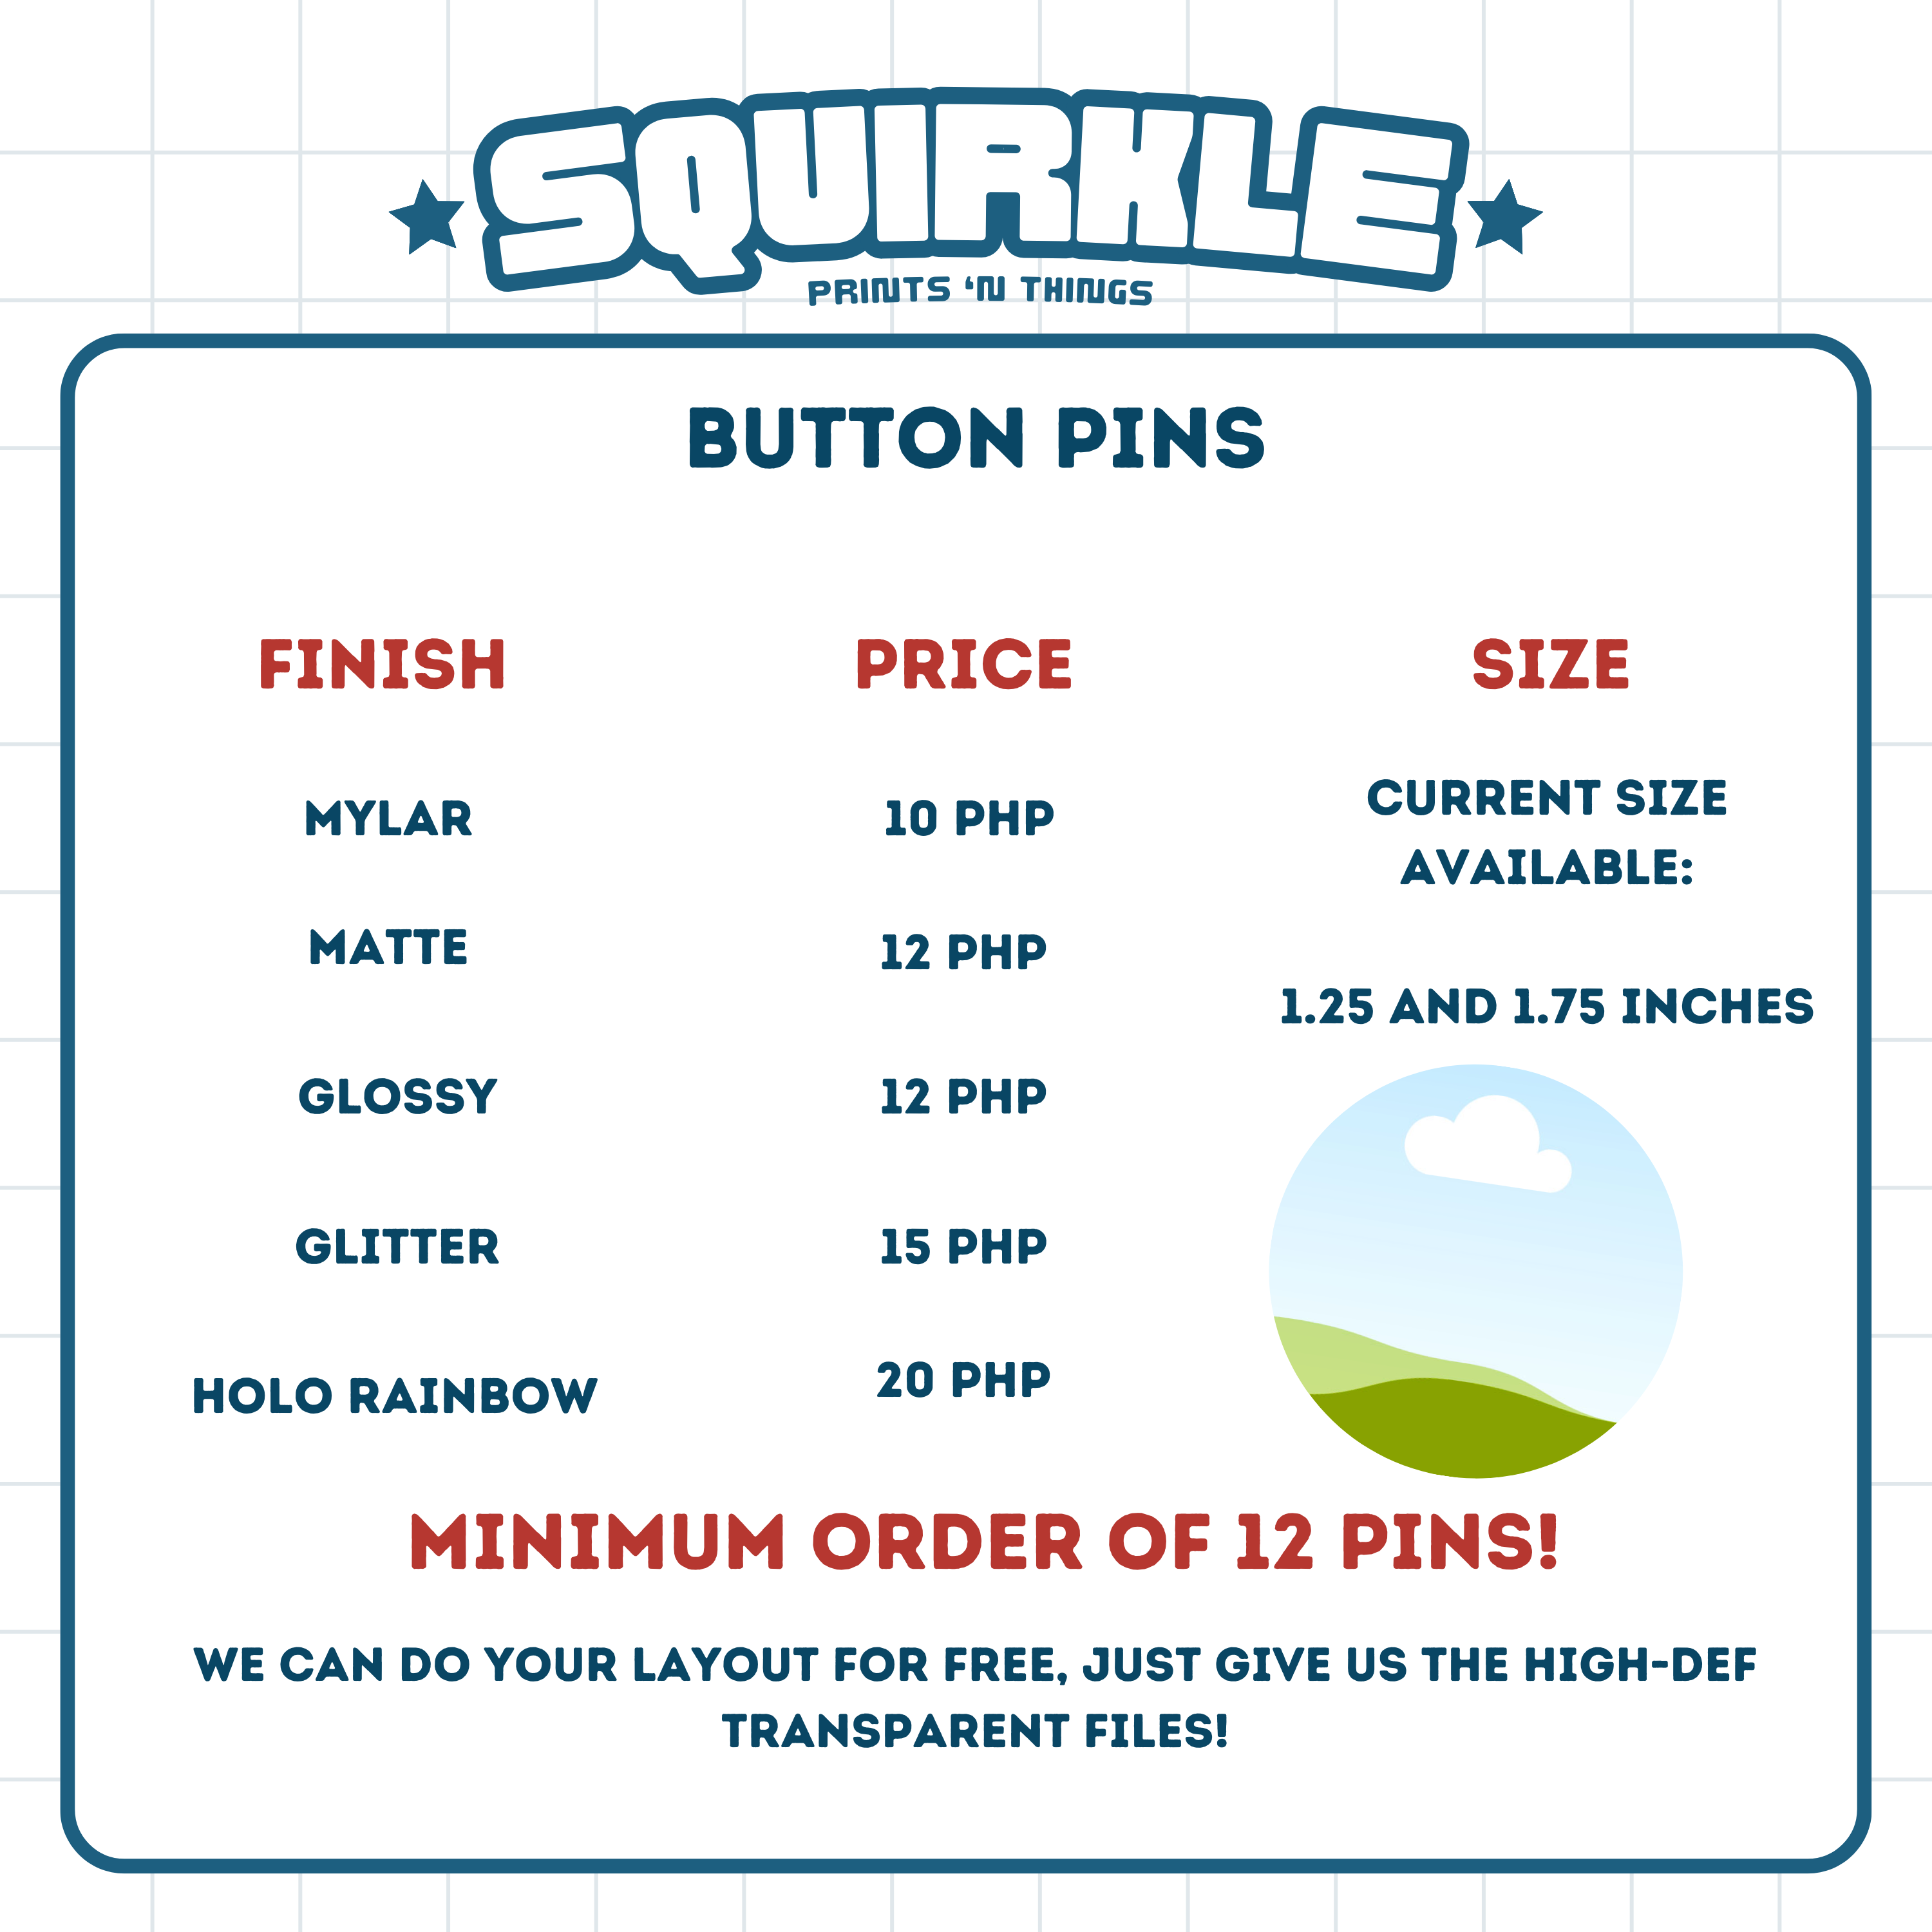 SQUIRKLE
PRINTS 'N THINGS
BUTTON PINS
FINISH PRICE SIZE
MYLAR 10 PHP
MATTE 12 PHP
GLOSSY 12 PHP
GLITTER 15 PHP
HOLO RAINBOW 20 PHP
CURRENT SIZE
AVAILABLE:
1.25 AND 1.75 INCHES
MINIMUM ORDER OF 12 PINS!
WE CAN DO YOUR LAYOUT FOR FREE, JUST GIVE US THE HIGH-DEF
TRANSPARENT FILES!